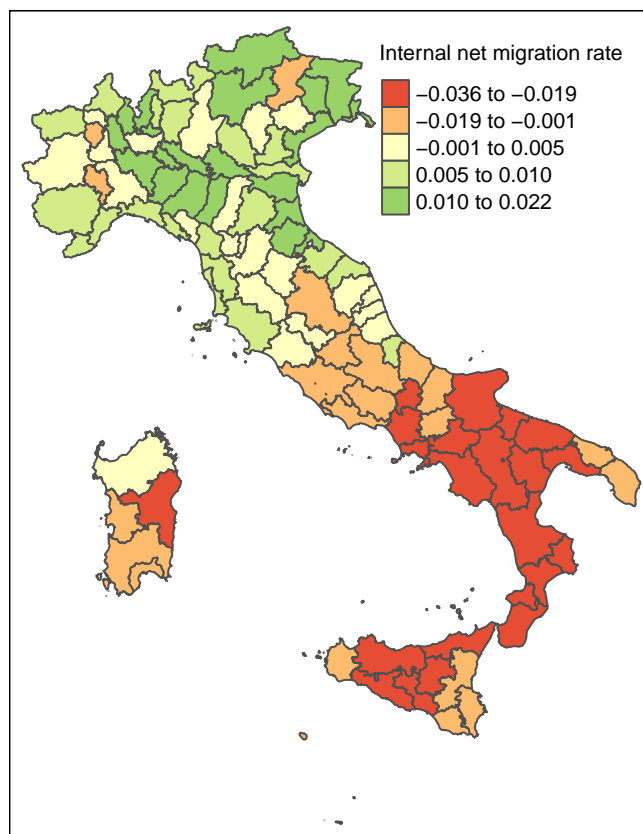 Internal net migration rate
−0.036 to −0.019
−0.019 to −0.001
−0.001 to 0.005
0.005 to 0.010
0.010 to 0.022